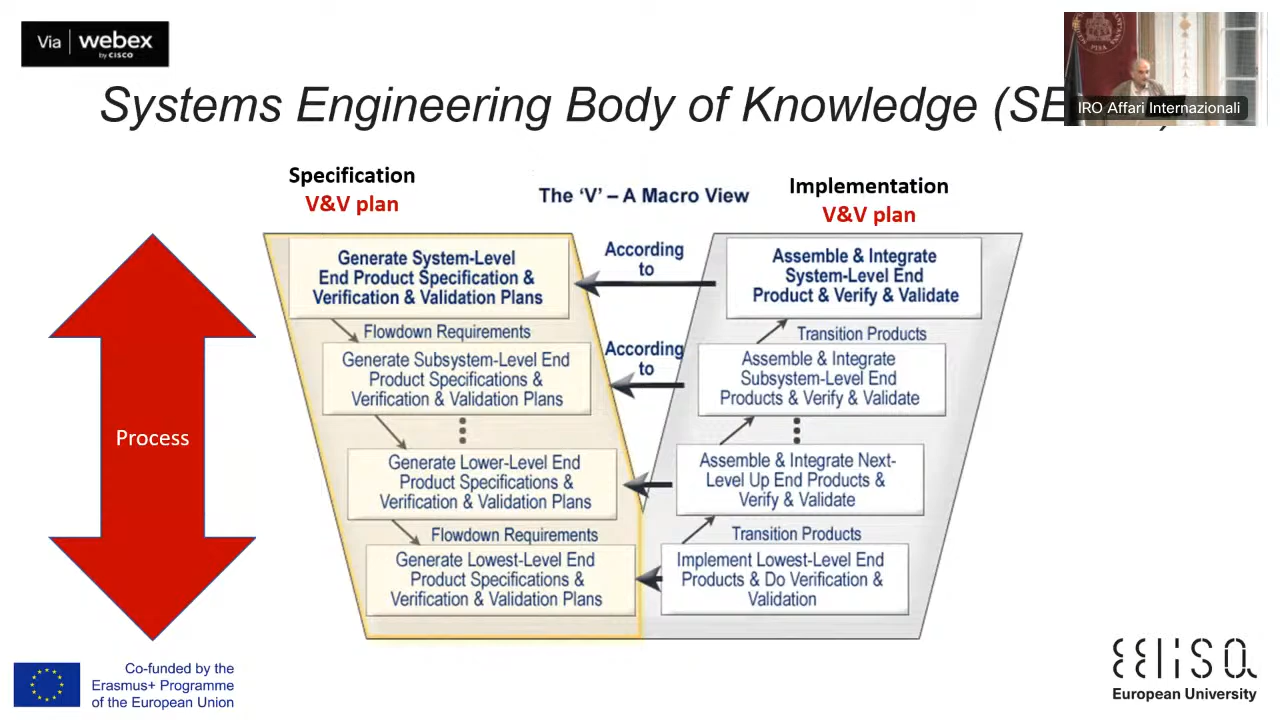 Via | webex
by CISCO
IRO Affari Internazionali
Systems Engineering Body of Knowledge (SE
Specification
V&V plan
The ‘V’ – A Macro View
Implementation
V&V plan
Generate System-Level
End Product Specification &
Verification & Validation Plans
According
to
Assemble & Integrate
System-Level End
Product & Verify & Validate
Flowdown Requirements
Transition Products
Generate Subsystem-Level End
Product Specifications &
Verification & Validation Plans
According
to
Assemble & Integrate
Subsystem-Level End
Products & Verify & Validate
Process
Generate Lower-Level End
Product Specifications &
Verification & Validation Plans
Assemble & Integrate Next-
Level Up End Products &
Verify & Validate
Flowdown Requirements
Transition Products
Generate Lowest-Level End
Product Specifications &
Verification & Validation Plans
Implement Lowest-Level End
Products & Do Verification &
Validation
Co-funded by the
Erasmus+ Programme
of the European Union
EELISA
European University